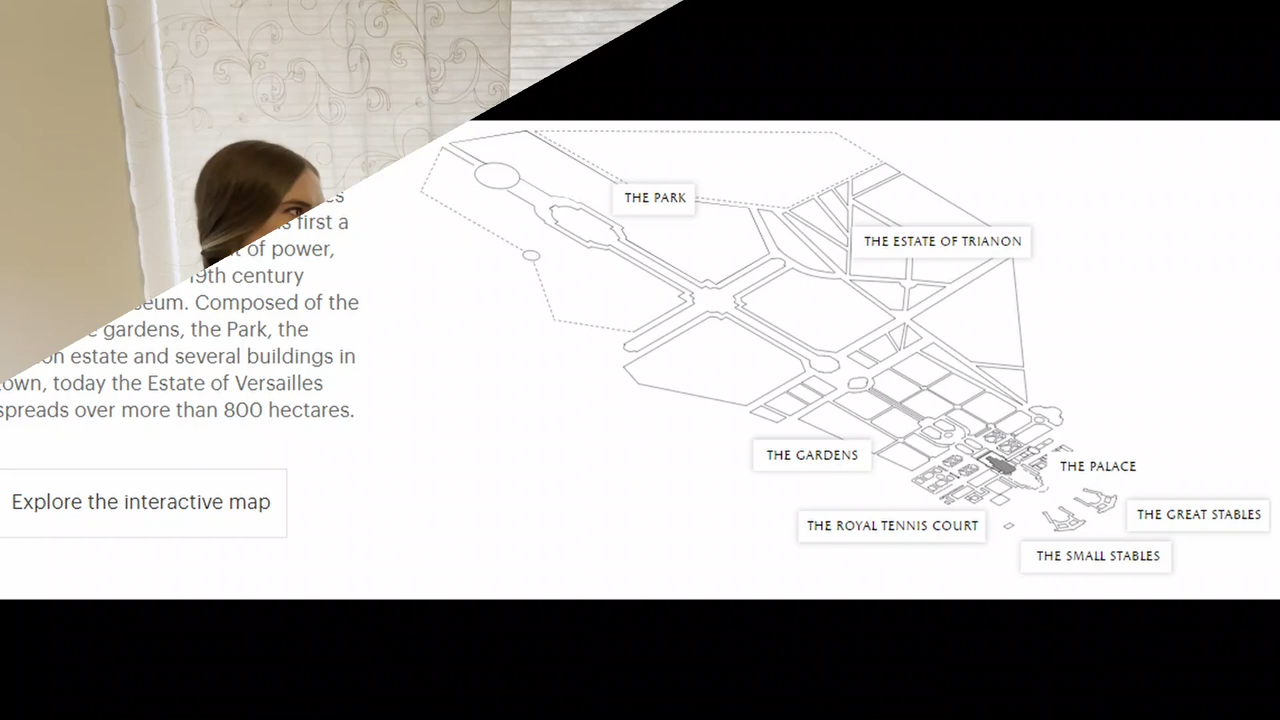 first a
of power,
19th century
Composed of the
gardens, the Park, the
estate and several buildings in
town, today the Estate of Versailles
spreads over more than 800 hectares.
Explore the interactive map
THE PARK
THE ESTATE OF TRIANON
THE GARDENS
THE PALACE
THE GREAT STABLES
THE ROYAL TENNIS COURT
THE SMALL STABLES